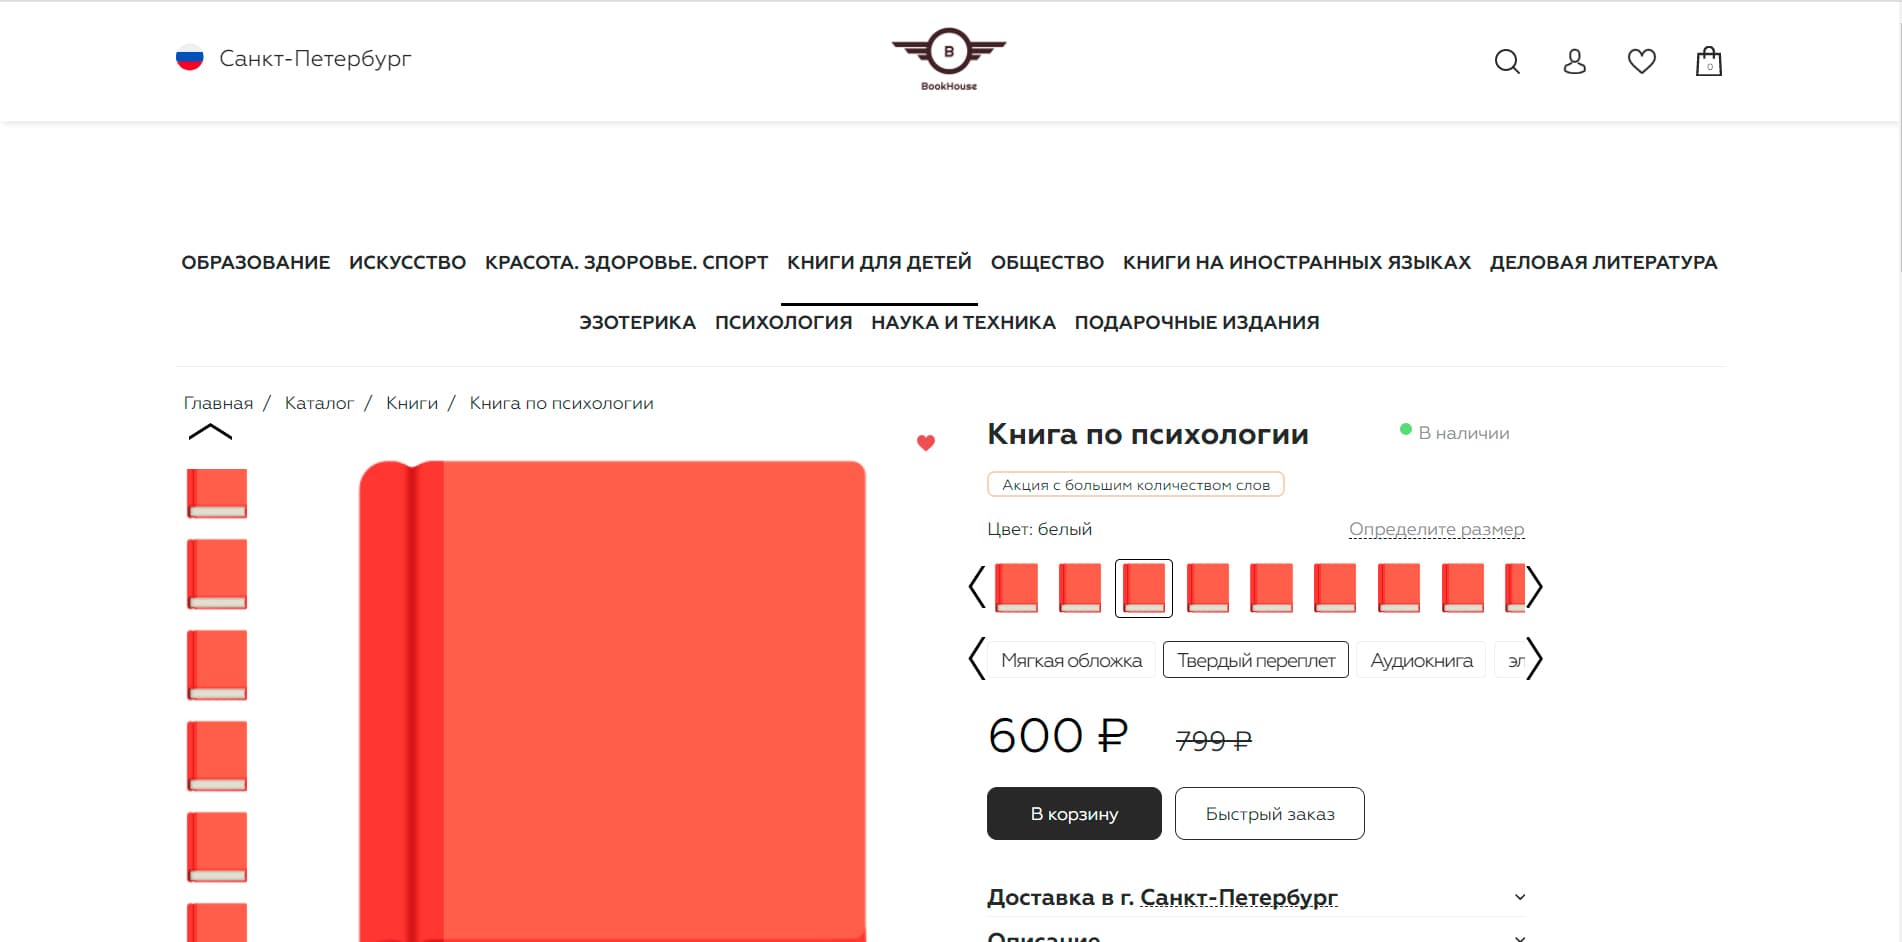 Санкт-Петербург
B
BookHouse
0
ОБРАЗОВАНИЕ ИСКУССТВО КРАСОТА. ЗДОРОВЬЕ. СПОРТ КНИГИ ДЛЯ ДЕТЕЙ ОБЩЕСТВО КНИГИ НА ИНОСТРАННЫХ ЯЗЫКАХ ДЕЛОВАЯ ЛИТЕРАТУРА
ЭЗОТЕРИКА ПСИХОЛОГИЯ НАУКА И ТЕХНИКА ПОДАРОЧНЫЕ ИЗДАНИЯ
Главная / Каталог / Книги / Книга по психологии
Книга по психологии
В наличии
Акция с большим количеством слов
Цвет: белый
Определите размер
Мягкая обложка Твердый переплет Аудиокнига эл
600 ₽ 799 ₽
В корзину Быстрый заказ
Доставка в г. Санкт-Петербург
Описание